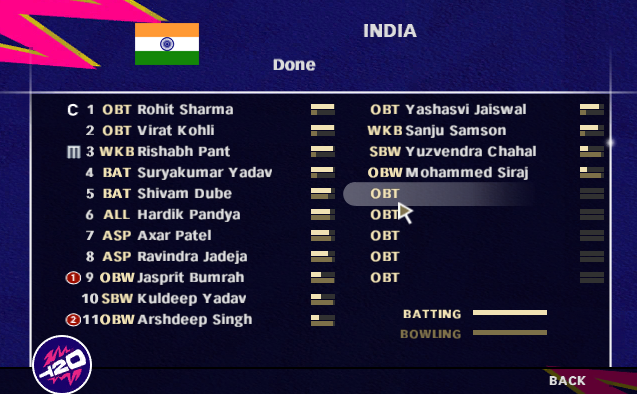 INDIA
Done
C 1 OBT Rohit Sharma
2 OBT Virat Kohli
3 WKB Rishabh Pant
4 BAT Suryakumar Yadav
5 BAT Shivam Dube
6 ALL Hardik Pandya
7 ASP Axar Patel
8 ASP Ravindra Jadeja
1 9 OBW Jasprit Bumrah
10 SBW Kuldeep Yadav
2 11 OBW Arshdeep Singh
OBT Yashasvi Jaiswal
WKB Sanju Samson
SBW Yuzvendra Chahal
OBW Mohammed Siraj
OBT
OBT
OBT
OBT
OBT
BATTING
BOWLING
T20
BACK